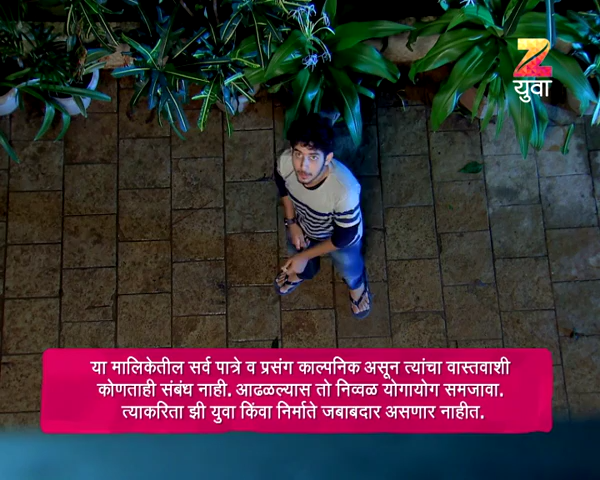 युवा
या मालिकेतील सर्व पात्रे व प्रसंग काल्पनिक असून त्यांचा वास्तवाशी
कोणताही संबंध नाही. आढळल्यास तो निव्वळ योगायोग समजावा.
त्याकरिता झी युवा किंवा निर्माते जबाबदार असणार नाहीत.